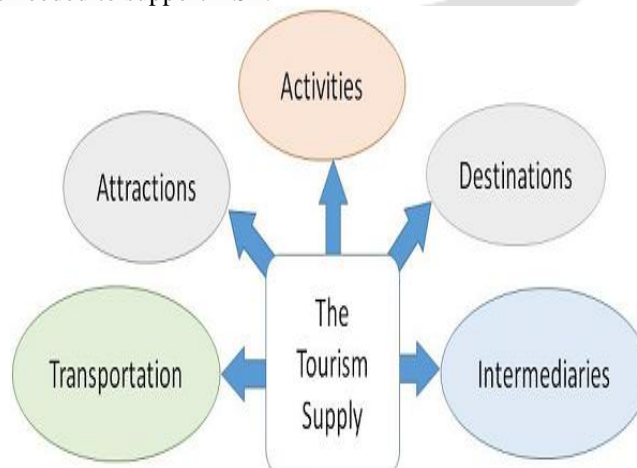 Activities
Attractions
Destinations
The
Tourism
Supply
Transportation
Intermediaries